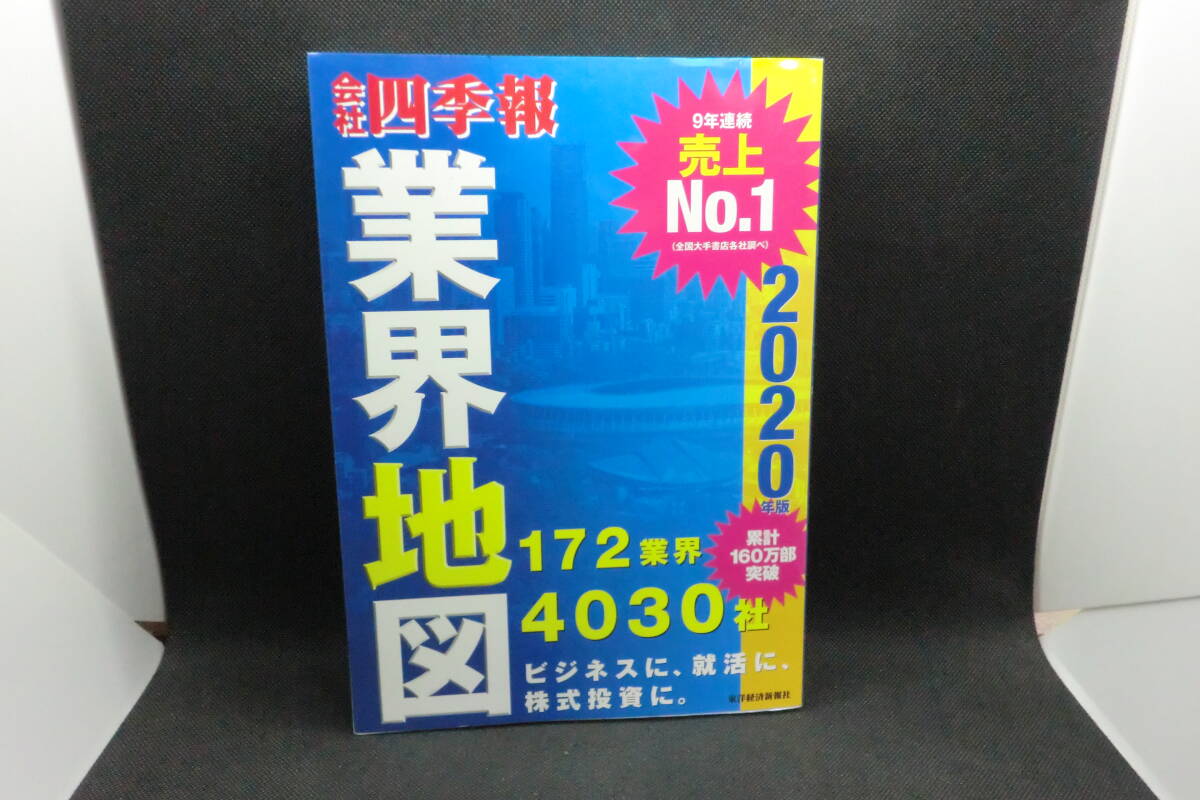 会社四季報
業界地図
9年連続
売上
No.1
(全国大手書店各社調べ)
2020年版
累計
160万部
突破
172業界
4030社
ビジネスに、就活に、
株式投資に。
東洋経済新報社